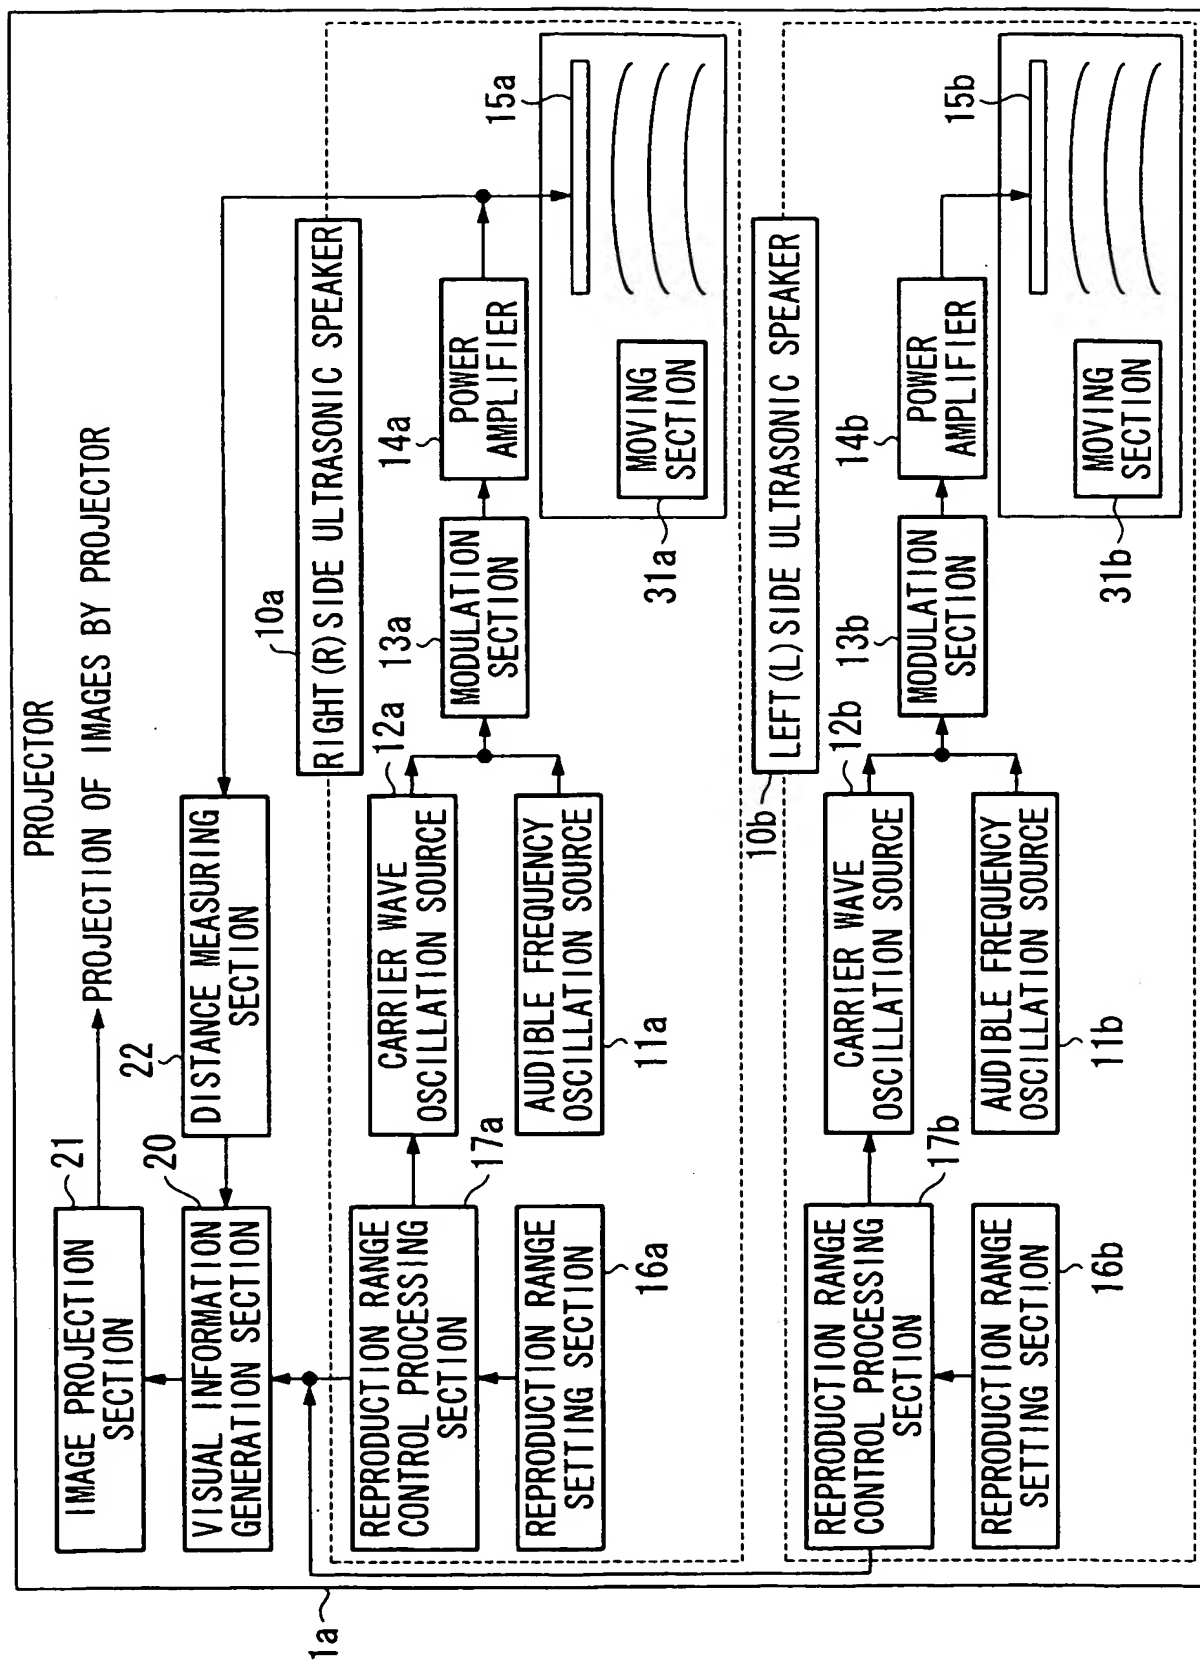 PROJECTOR
1a
21
IMAGE PROJECTION
SECTION
PROJECTION OF IMAGES BY PROJECTOR
20
VISUAL INFORMATION
GENERATION SECTION
22
DISTANCE MEASURING
SECTION
10a
RIGHT(R)SIDE ULTRASONIC SPEAKER
REPRODUCTION RANGE
CONTROL PROCESSING
SECTION
17a
REPRODUCTION RANGE
SETTING SECTION
16a
CARRIER WAVE
OSCILLATION SOURCE
12a
AUDIBLE FREQUENCY
OSCILLATION SOURCE
11a
13a
MODULATION
SECTION
14a
POWER
AMPLIFIER
15a
MOVING
SECTION
31a
10b
LEFT(L)SIDE ULTRASONIC SPEAKER
REPRODUCTION RANGE
CONTROL PROCESSING
SECTION
17b
REPRODUCTION RANGE
SETTING SECTION
16b
CARRIER WAVE
OSCILLATION SOURCE
12b
AUDIBLE FREQUENCY
OSCILLATION SOURCE
11b
13b
MODULATION
SECTION
14b
POWER
AMPLIFIER
15b
MOVING
SECTION
31b